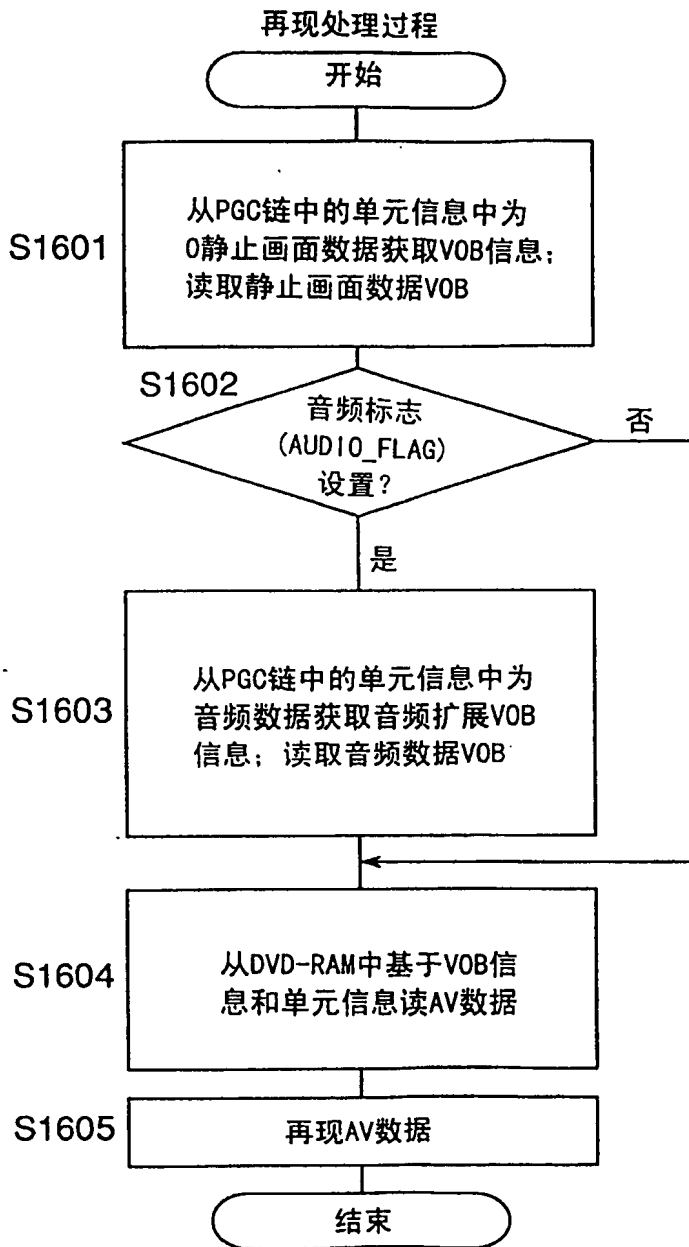 再现处理过程
开始
S1601
从PGC链中的单元信息中为
0静止画面数据获取VOB信息；
读取静止画面数据VOB
S1602
音频标志
(AUDIO_FLAG)
设置？
否
是
S1603
从PGC链中的单元信息中为
音频数据获取音频扩展VOB
信息；读取音频数据VOB
S1604
从DVD-RAM中基于VOB信
息和单元信息读AV数据
S1605
再现AV数据
结束